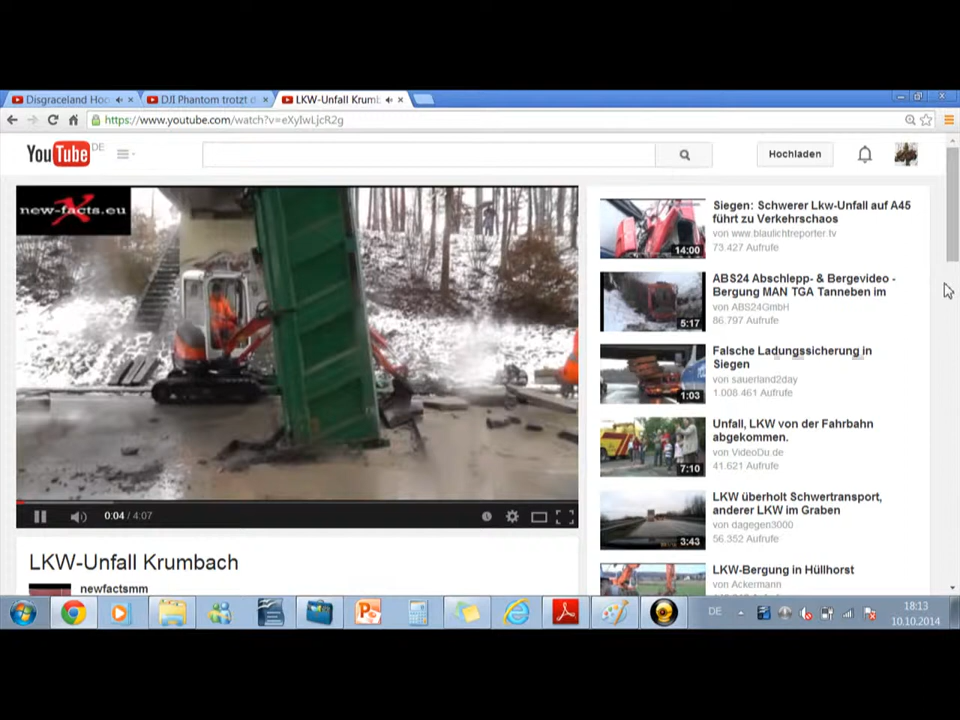 Disgraceland Hoo
DJI Phantom trotzt d
LKW-Unfall Krumb
https://www.youtube.com/watch?v=eXyIwLjcR2g
YouTube DE
Hochladen
new-facts.eu
Siegen: Schwerer Lkw-Unfall auf A45
führt zu Verkehrschaos
von www.blaulichtreporter.tv
73.427 Aufrufe
14:00
ABS24 Abschlepp- & Bergevideo -
Bergung MAN TGA Tanneben im
von ABS24GmbH
86.797 Aufrufe
5:17
Falsche Ladungssicherung in
Siegen
von sauerland2day
1.008.461 Aufrufe
1:03
Unfall, LKW von der Fahrbahn
abgekommen.
von VideoDu.de
41.621 Aufrufe
7:10
LKW überholt Schwertransport,
anderer LKW im Graben
von dagegen3000
56.352 Aufrufe
3:43
LKW-Bergung in Hüllhorst
von Ackermann
0:04 / 4:07
LKW-Unfall Krumbach
newfactsmm
DE
18:13
10.10.2014